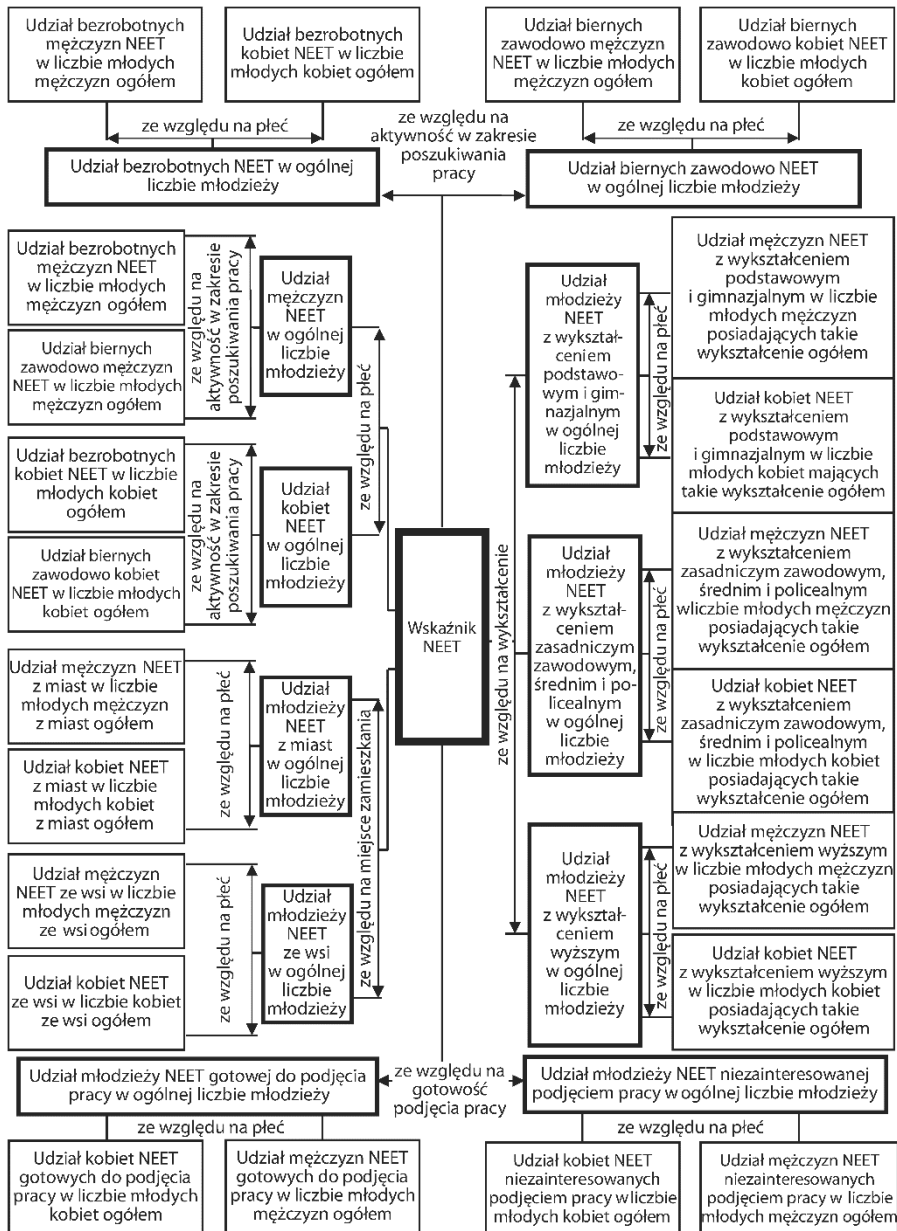 Udział bezrobotnych
mężczyzn NEET
w liczbie młodych
mężczyzn ogółem
Udział bezrobotnych
kobiet NEET w liczbie
młodych kobiet ogółem
Udział biernych
zawodowo mężczyzn
NEET w liczbie młodych
mężczyzn ogółem
Udział biernych
zawodowo kobiet NEET
w liczbie młodych
kobiet ogółem
ze względu na płeć
ze względu na
aktywność w zakresie
poszukiwania
pracy
ze względu na płeć
Udział bezrobotnych NEET w ogólnej
liczbie młodzieży
Udział biernych zawodowo NEET
w ogólnej liczbie młodzieży
Udział bezrobotnych
mężczyzn NEET
w liczbie młodych
mężczyzn ogółem
Udział biernych
zawodowo mężczyzn
NEET w liczbie młodych
mężczyzn ogółem
ze względu na
aktywność w zakresie
poszukiwania pracy
Udział
mężczyzn
NEET
w ogólnej
liczbie
młodzieży
Udział bezrobotnych
kobiet NEET w liczbie
młodych kobiet
ogółem
Udział biernych
zawodowo kobiet
NEET w liczbie młodych
kobiet ogółem
ze względu na
aktywność w zakresie
poszukiwania pracy
Udział
kobiet
NEET
w ogólnej
liczbie
młodzieży
ze względu na płeć
Udział mężczyzn NEET
z miast w liczbie
młodych mężczyzn
z miast ogółem
Udział kobiet NEET
z miast w liczbie
młodych kobiet
z miast ogółem
ze względu na płeć
Udział
młodzieży
NEET
z miast
w ogólnej
liczbie
młodzieży
Udział mężczyzn
NEET ze wsi w liczbie
młodych mężczyzn
ze wsi ogółem
Udział kobiet NEET
ze wsi w liczbie kobiet
ze wsi ogółem
ze względu na płeć
Udział
młodzieży
NEET
ze wsi
w ogólnej
liczbie
młodzieży
ze względu na miejsce zamieszkania
Wskaźnik
NEET
ze względu na wykształcenie
Udział
młodzieży
NEET
z wykształ-
ceniem
podstawo-
wym i gim-
nazjalnym
w ogólnej
liczbie
młodzieży
ze względu na płeć
Udział mężczyzn NEET
z wykształceniem
podstawowym
i gimnazjalnym w liczbie
młodych mężczyzn
posiadających takie
wykształcenie ogółem
Udział kobiet NEET
z wykształceniem
podstawowym
i gimnazjalnym w liczbie
młodych kobiet mających
takie wykształcenie ogółem
Udział
młodzieży
NEET
z wykształ-
ceniem
zasadniczym
zawodowym,
średnim i po-
licealnym
w ogólnej
liczbie
młodzieży
ze względu na płeć
Udział mężczyzn NEET
z wykształceniem
zasadniczym zawodowym,
średnim i policealnym
wliczbie młodych mężczyzn
posiadających takie
wykształcenie ogółem
Udział kobiet NEET
z wykształceniem
zasadniczym zawodowym,
średnim i policealnym
w liczbie młodych kobiet
posiadających takie
wykształcenie ogółem
Udział
młodzieży
NEET
z wykształ-
ceniem
wyższym
w ogólnej
liczbie
młodzieży
ze względu na płeć
Udział mężczyzn NEET
z wykształceniem wyższym
w liczbie młodych mężczyzn
posiadających takie
wykształcenie ogółem
Udział kobiet NEET
z wykształceniem wyższym
w liczbie młodych kobiet
posiadających takie
wykształcenie ogółem
Udział młodzieży NEET gotowej do podjęcia
pracy w ogólnej liczbie młodzieży
ze względu na
gotowość
podjęcia pracy
Udział młodzieży NEET niezainteresowanej
podjęciem pracy w ogólnej liczbie młodzieży
ze względu na płeć
ze względu na płeć
Udział kobiet NEET
gotowych do podjęcia
pracy w liczbie młodych
kobiet ogółem
Udział mężczyzn NEET
gotowych do podjęcia
pracy w liczbie młodych
mężczyzn ogółem
Udział kobiet NEET
niezainteresowanych
podjęciem pracy w liczbie
młodych kobiet ogółem
Udział mężczyzn NEET
niezainteresowanych
podjęciem pracy w liczbie
młodych mężczyzn ogółem